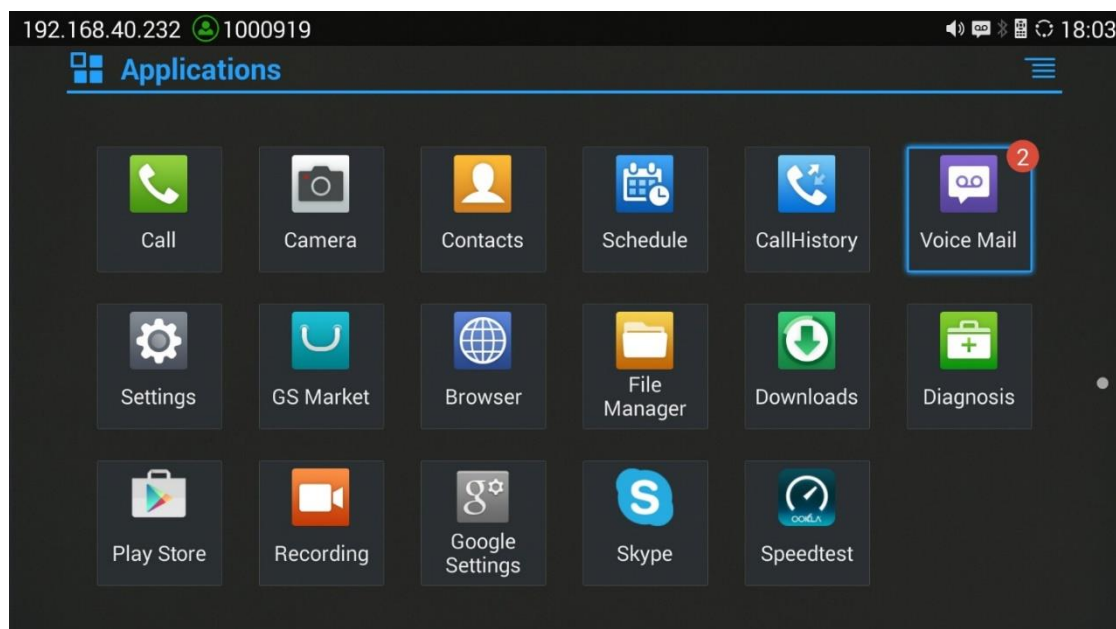 192.168.40.232 1000919 18:03
Applications
2
Call Camera Contacts Schedule CallHistory Voice Mail
Settings GS Market Browser File Manager Downloads Diagnosis
OOKLA
Play Store Recording Google Settings Skype Speedtest